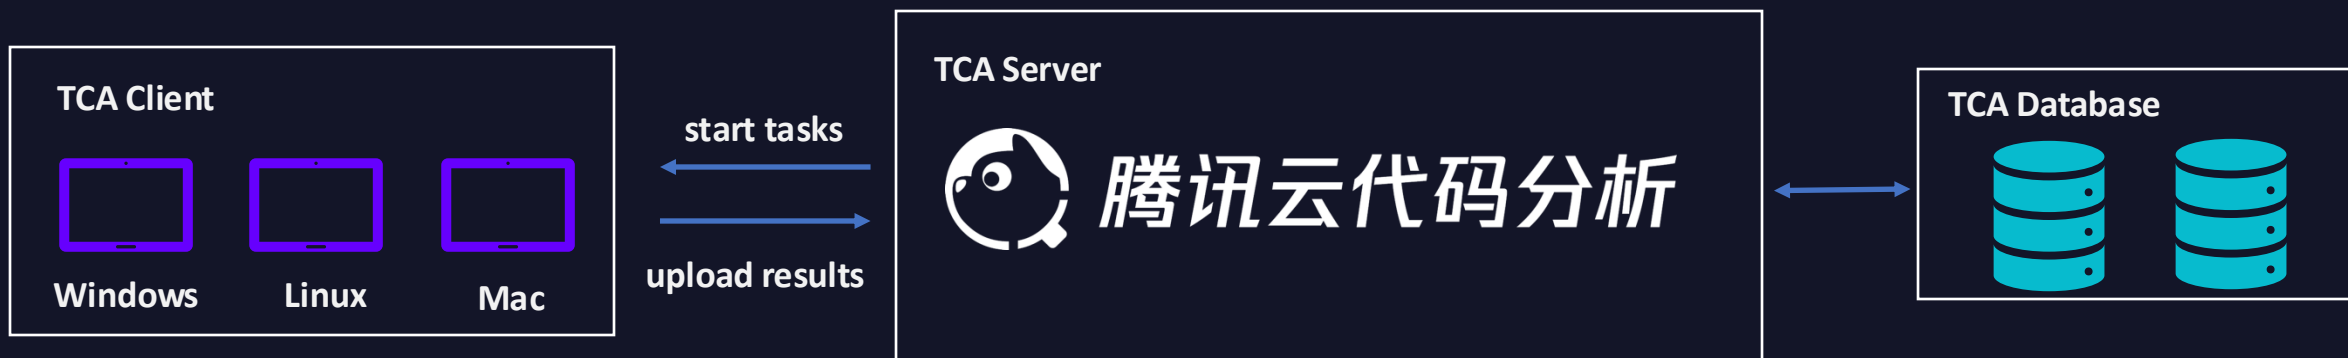 TCA Client
Windows
Linux
Mac
start tasks
upload results
TCA Server
腾讯云代码分析
TCA Database